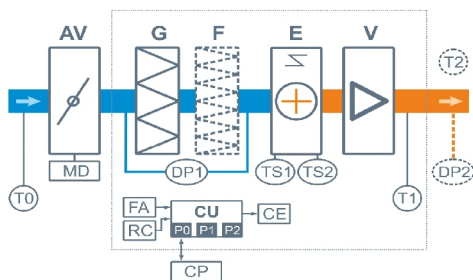 AV G F E V
T2
MD DP1 TS1 TS2 DP2
T0 T1
FA CU CE
RC P0 P1 P2
CP